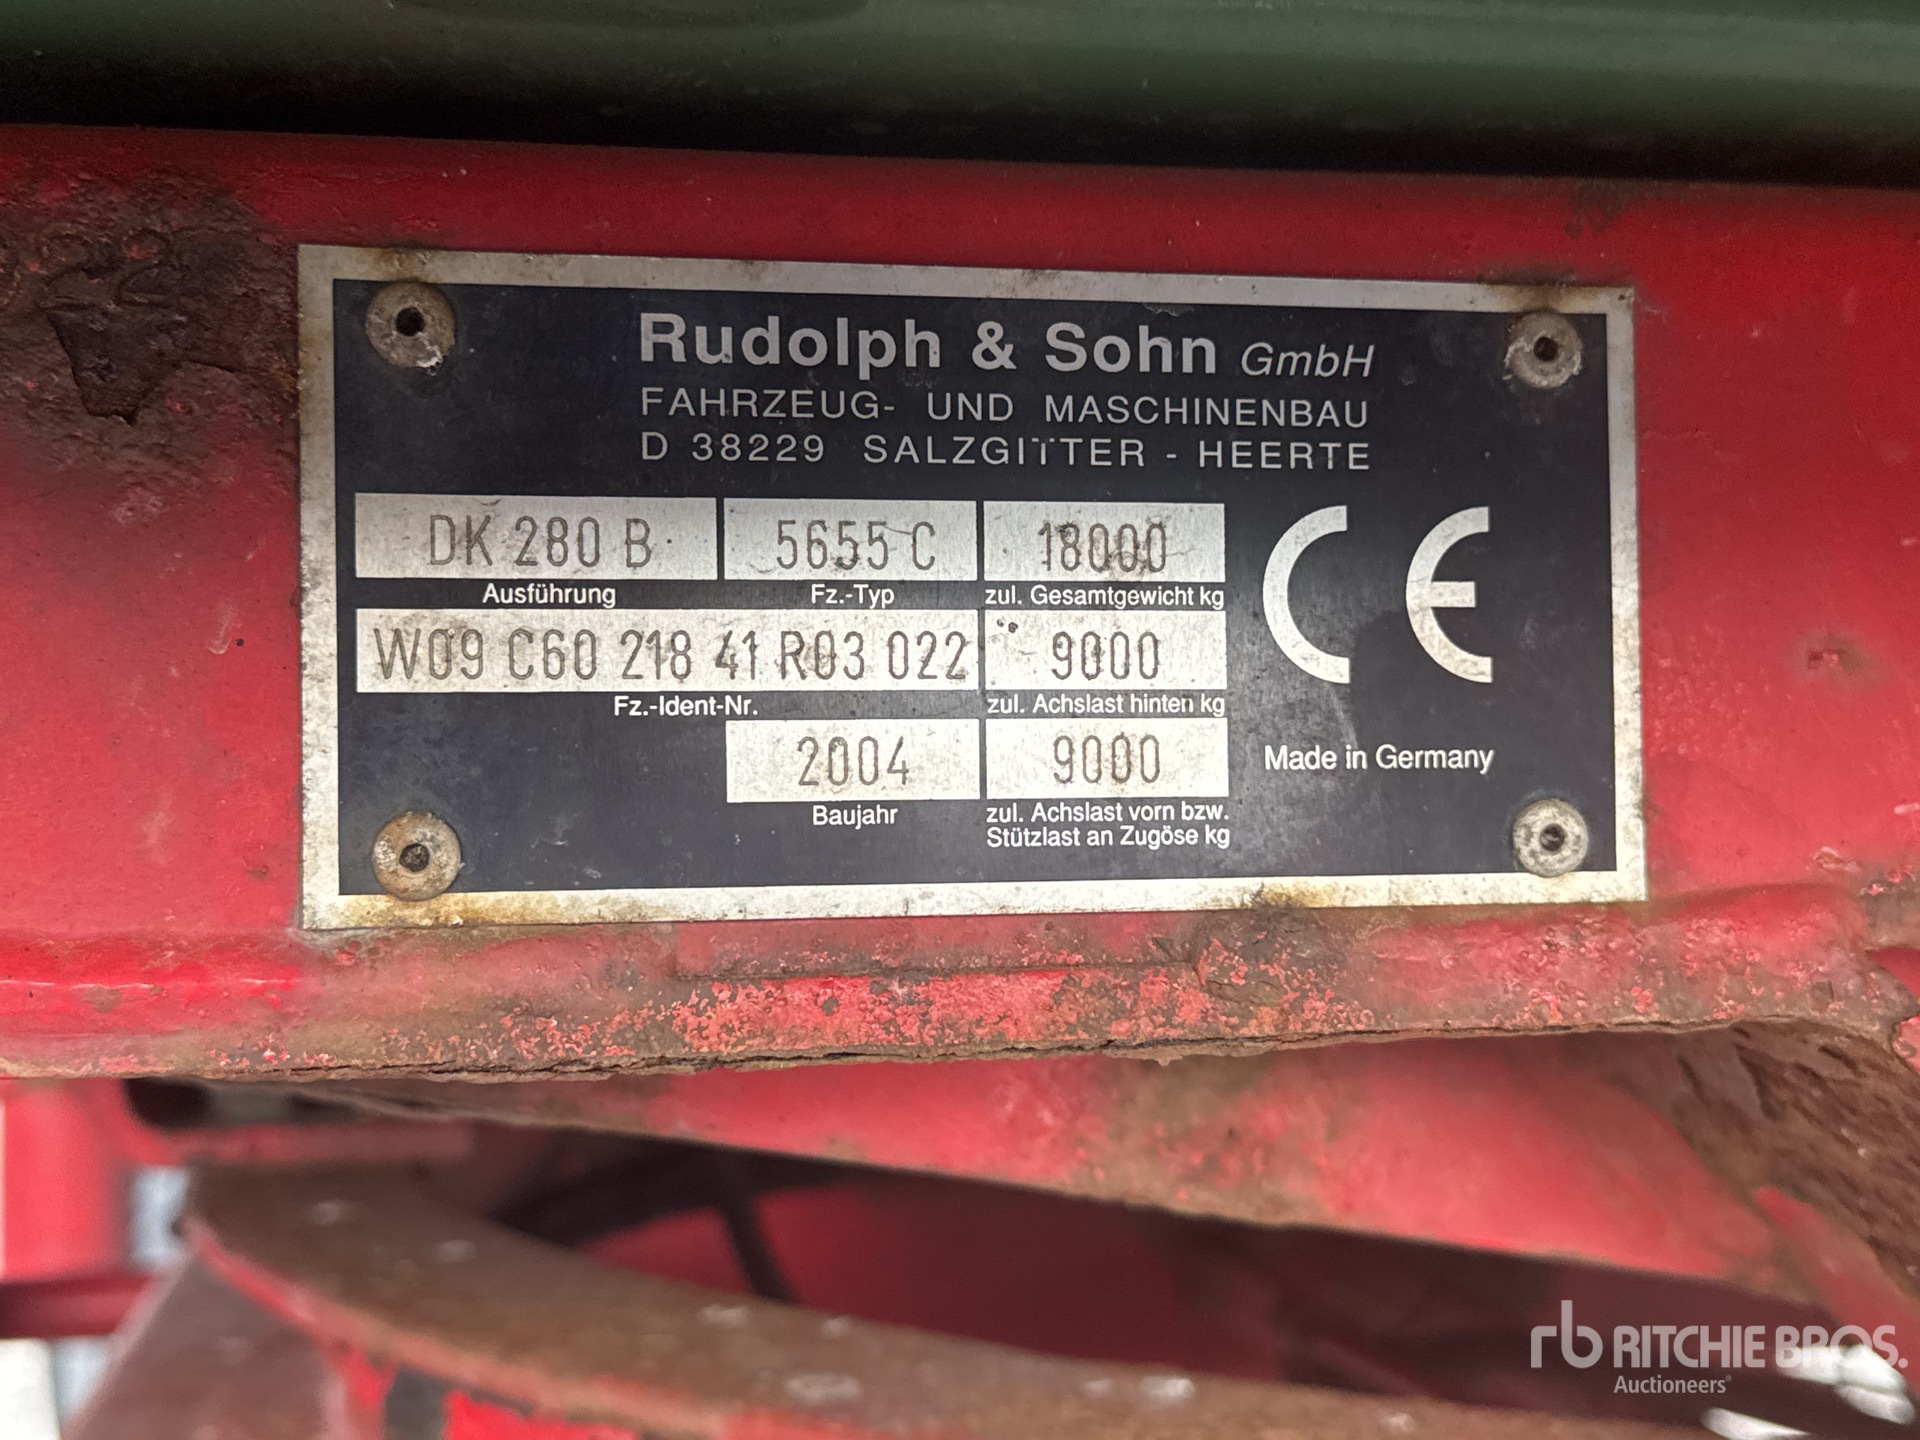 Rudolph & Sohn GmbH
FAHRZEUG- UND MASCHINENBAU
D 38229 SALZGITTER - HEERTE
DK 280 B 5655 C 18000
Ausführung Fz.-Typ zul. Gesamtgewicht kg
W09 C60 218 41 R03 022 9000
Fz.-Ident-Nr. zul. Achslast hinten kg
2004 9000
Baujahr zul. Achslast vorn bzw.
Stützlast an Zugöse kg
CE
Made in Germany
rb RITCHIE BROS.
Auctioneers®